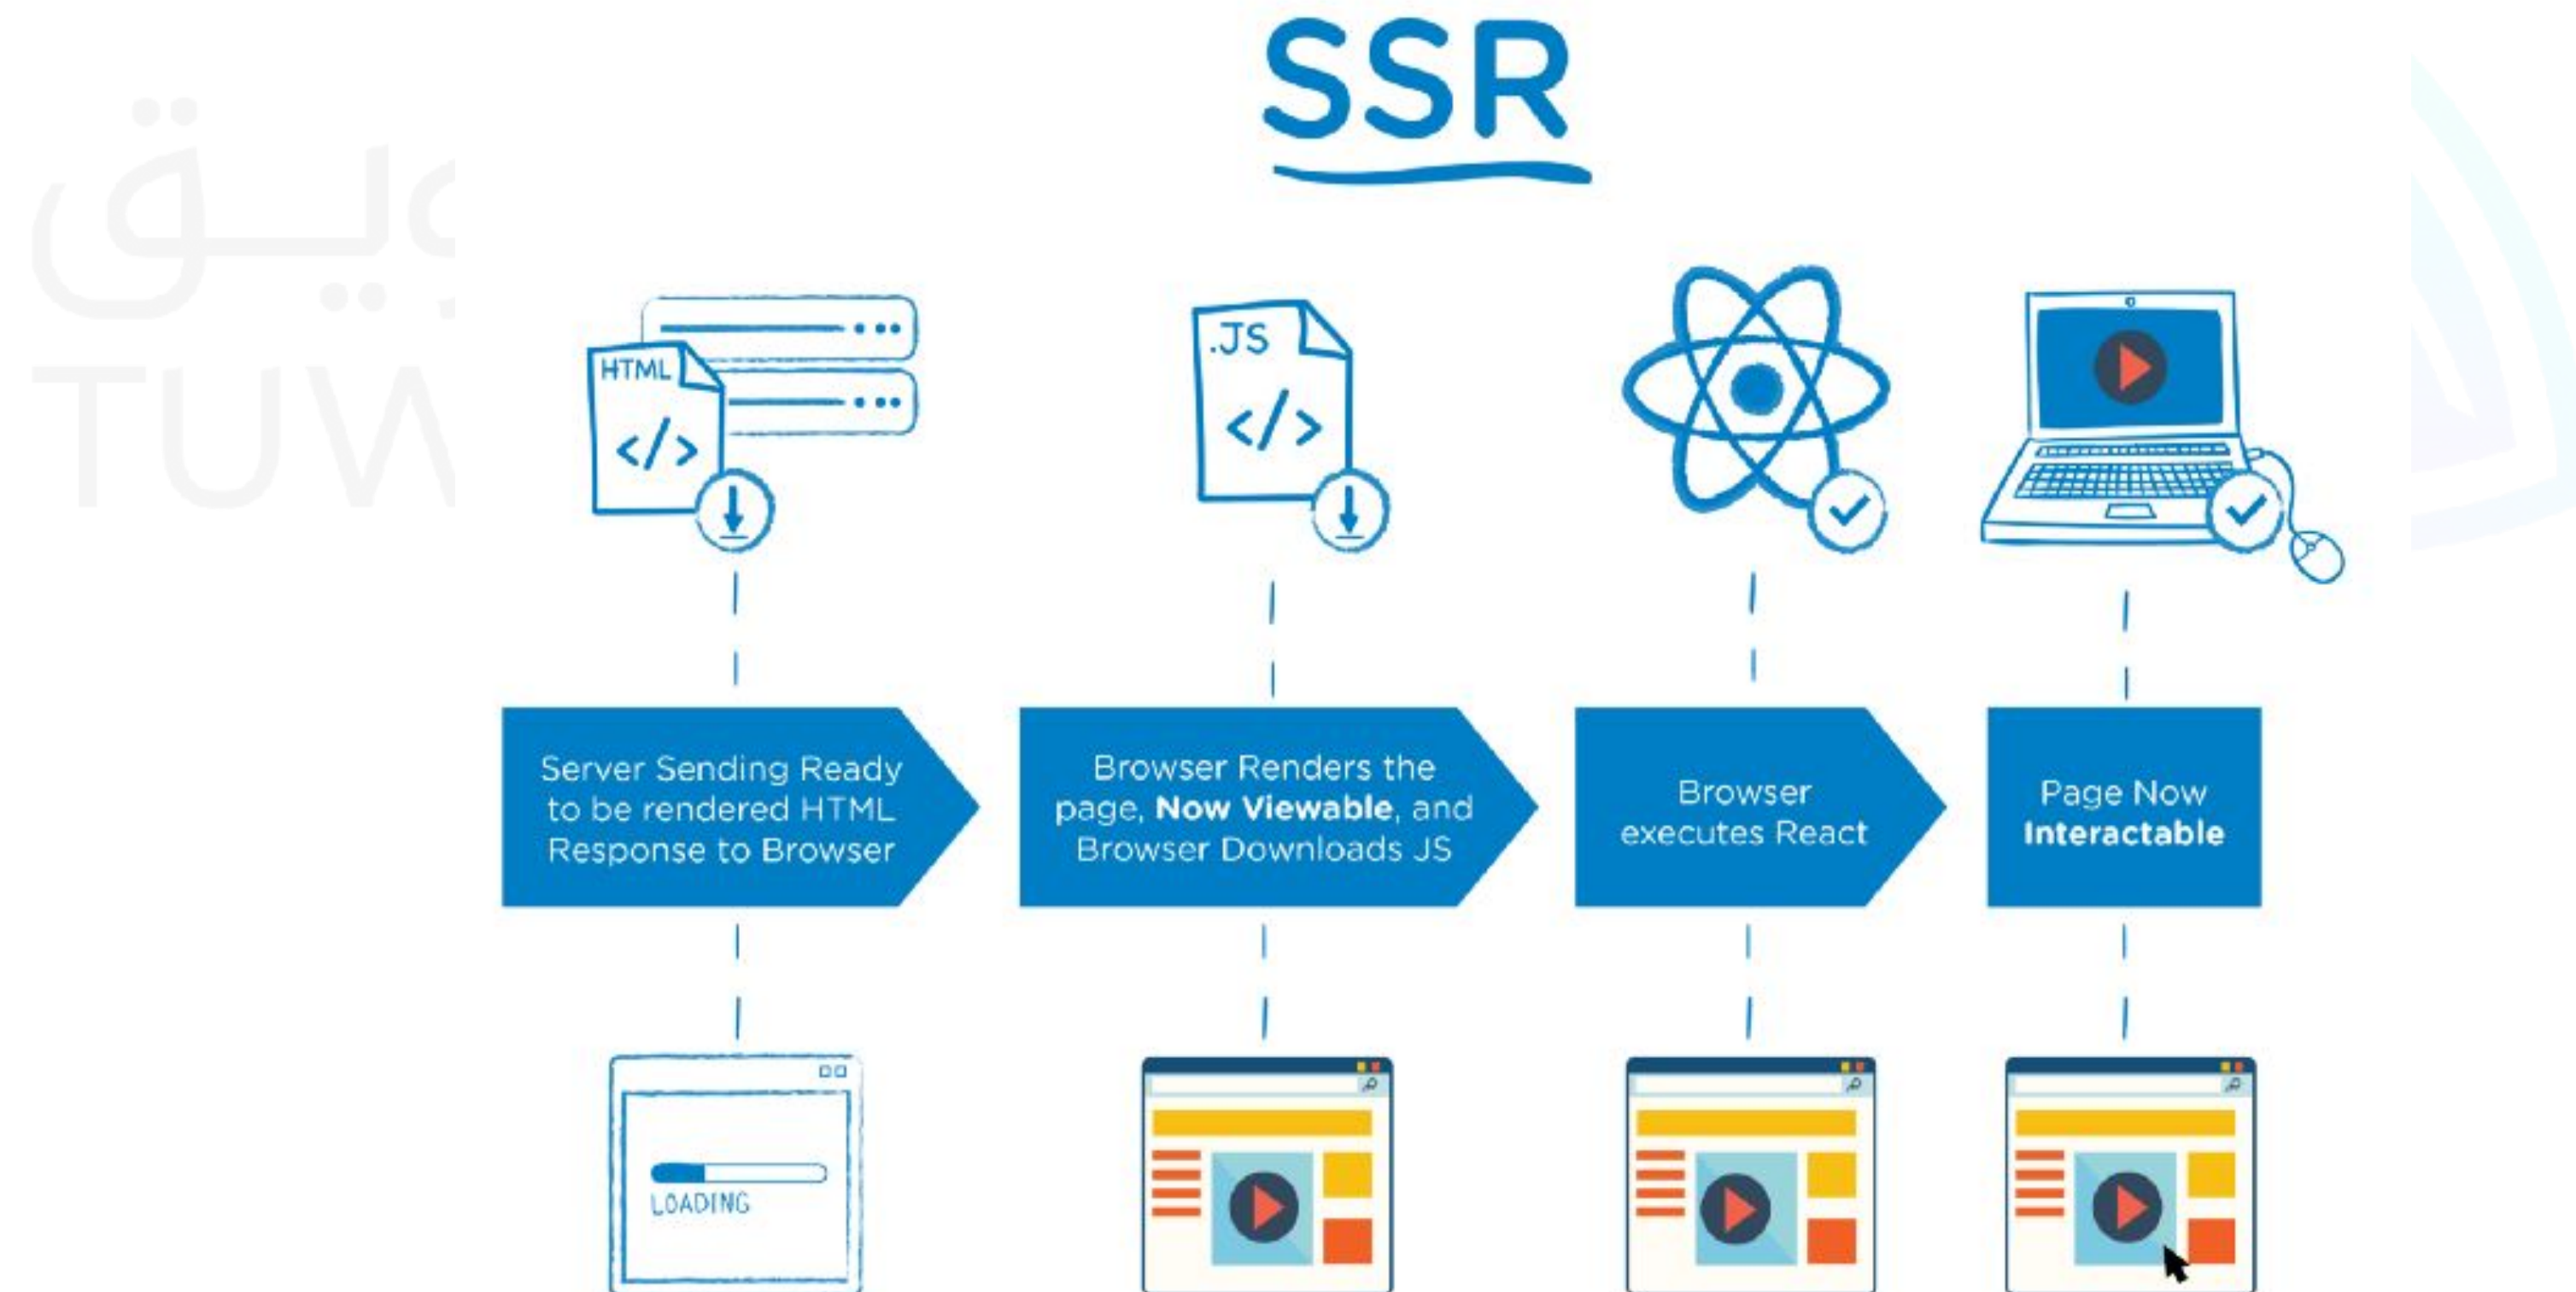 SSR
HTML
</>
.JS
</>
Server Sending Ready
to be rendered HTML
Response to Browser
Browser Renders the
page, Now Viewable, and
Browser Downloads JS
Browser
executes React
Page Now
Interactable
LOADING